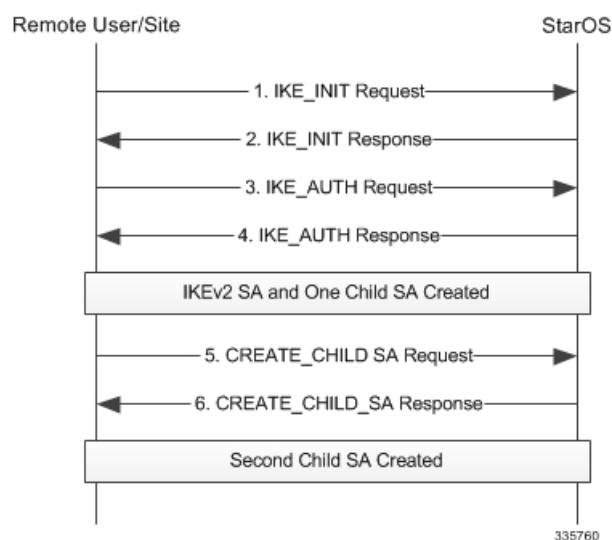 Remote User/Site
StarOS
1. IKE_INIT Request
2. IKE_INIT Response
3. IKE_AUTH Request
4. IKE_AUTH Response
IKEv2 SA and One Child SA Created
5. CREATE_CHILD SA Request
6. CREATE_CHILD_SA Response
Second Child SA Created
335760